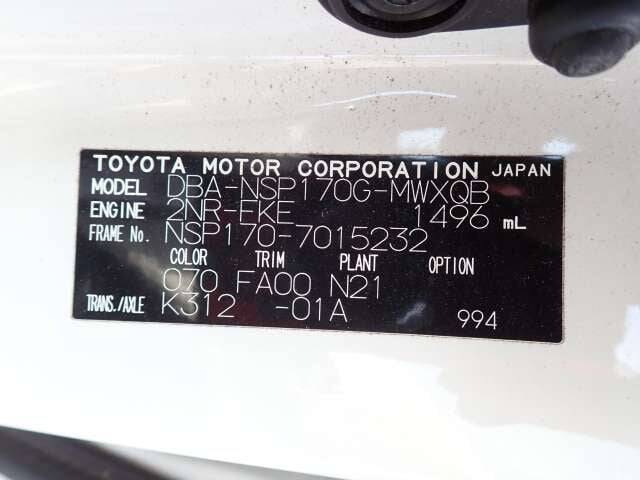 TOYOTA MOTOR CORPORATION JAPAN
MODEL DBA-NSP170G-MWXQB
ENGINE 2NR-FKE 1496 mL
FRAME No. NSP170-7015232
COLOR TRIM PLANT OPTION
070 FA00 N21
TRANS./AXLE K312 -01A 994